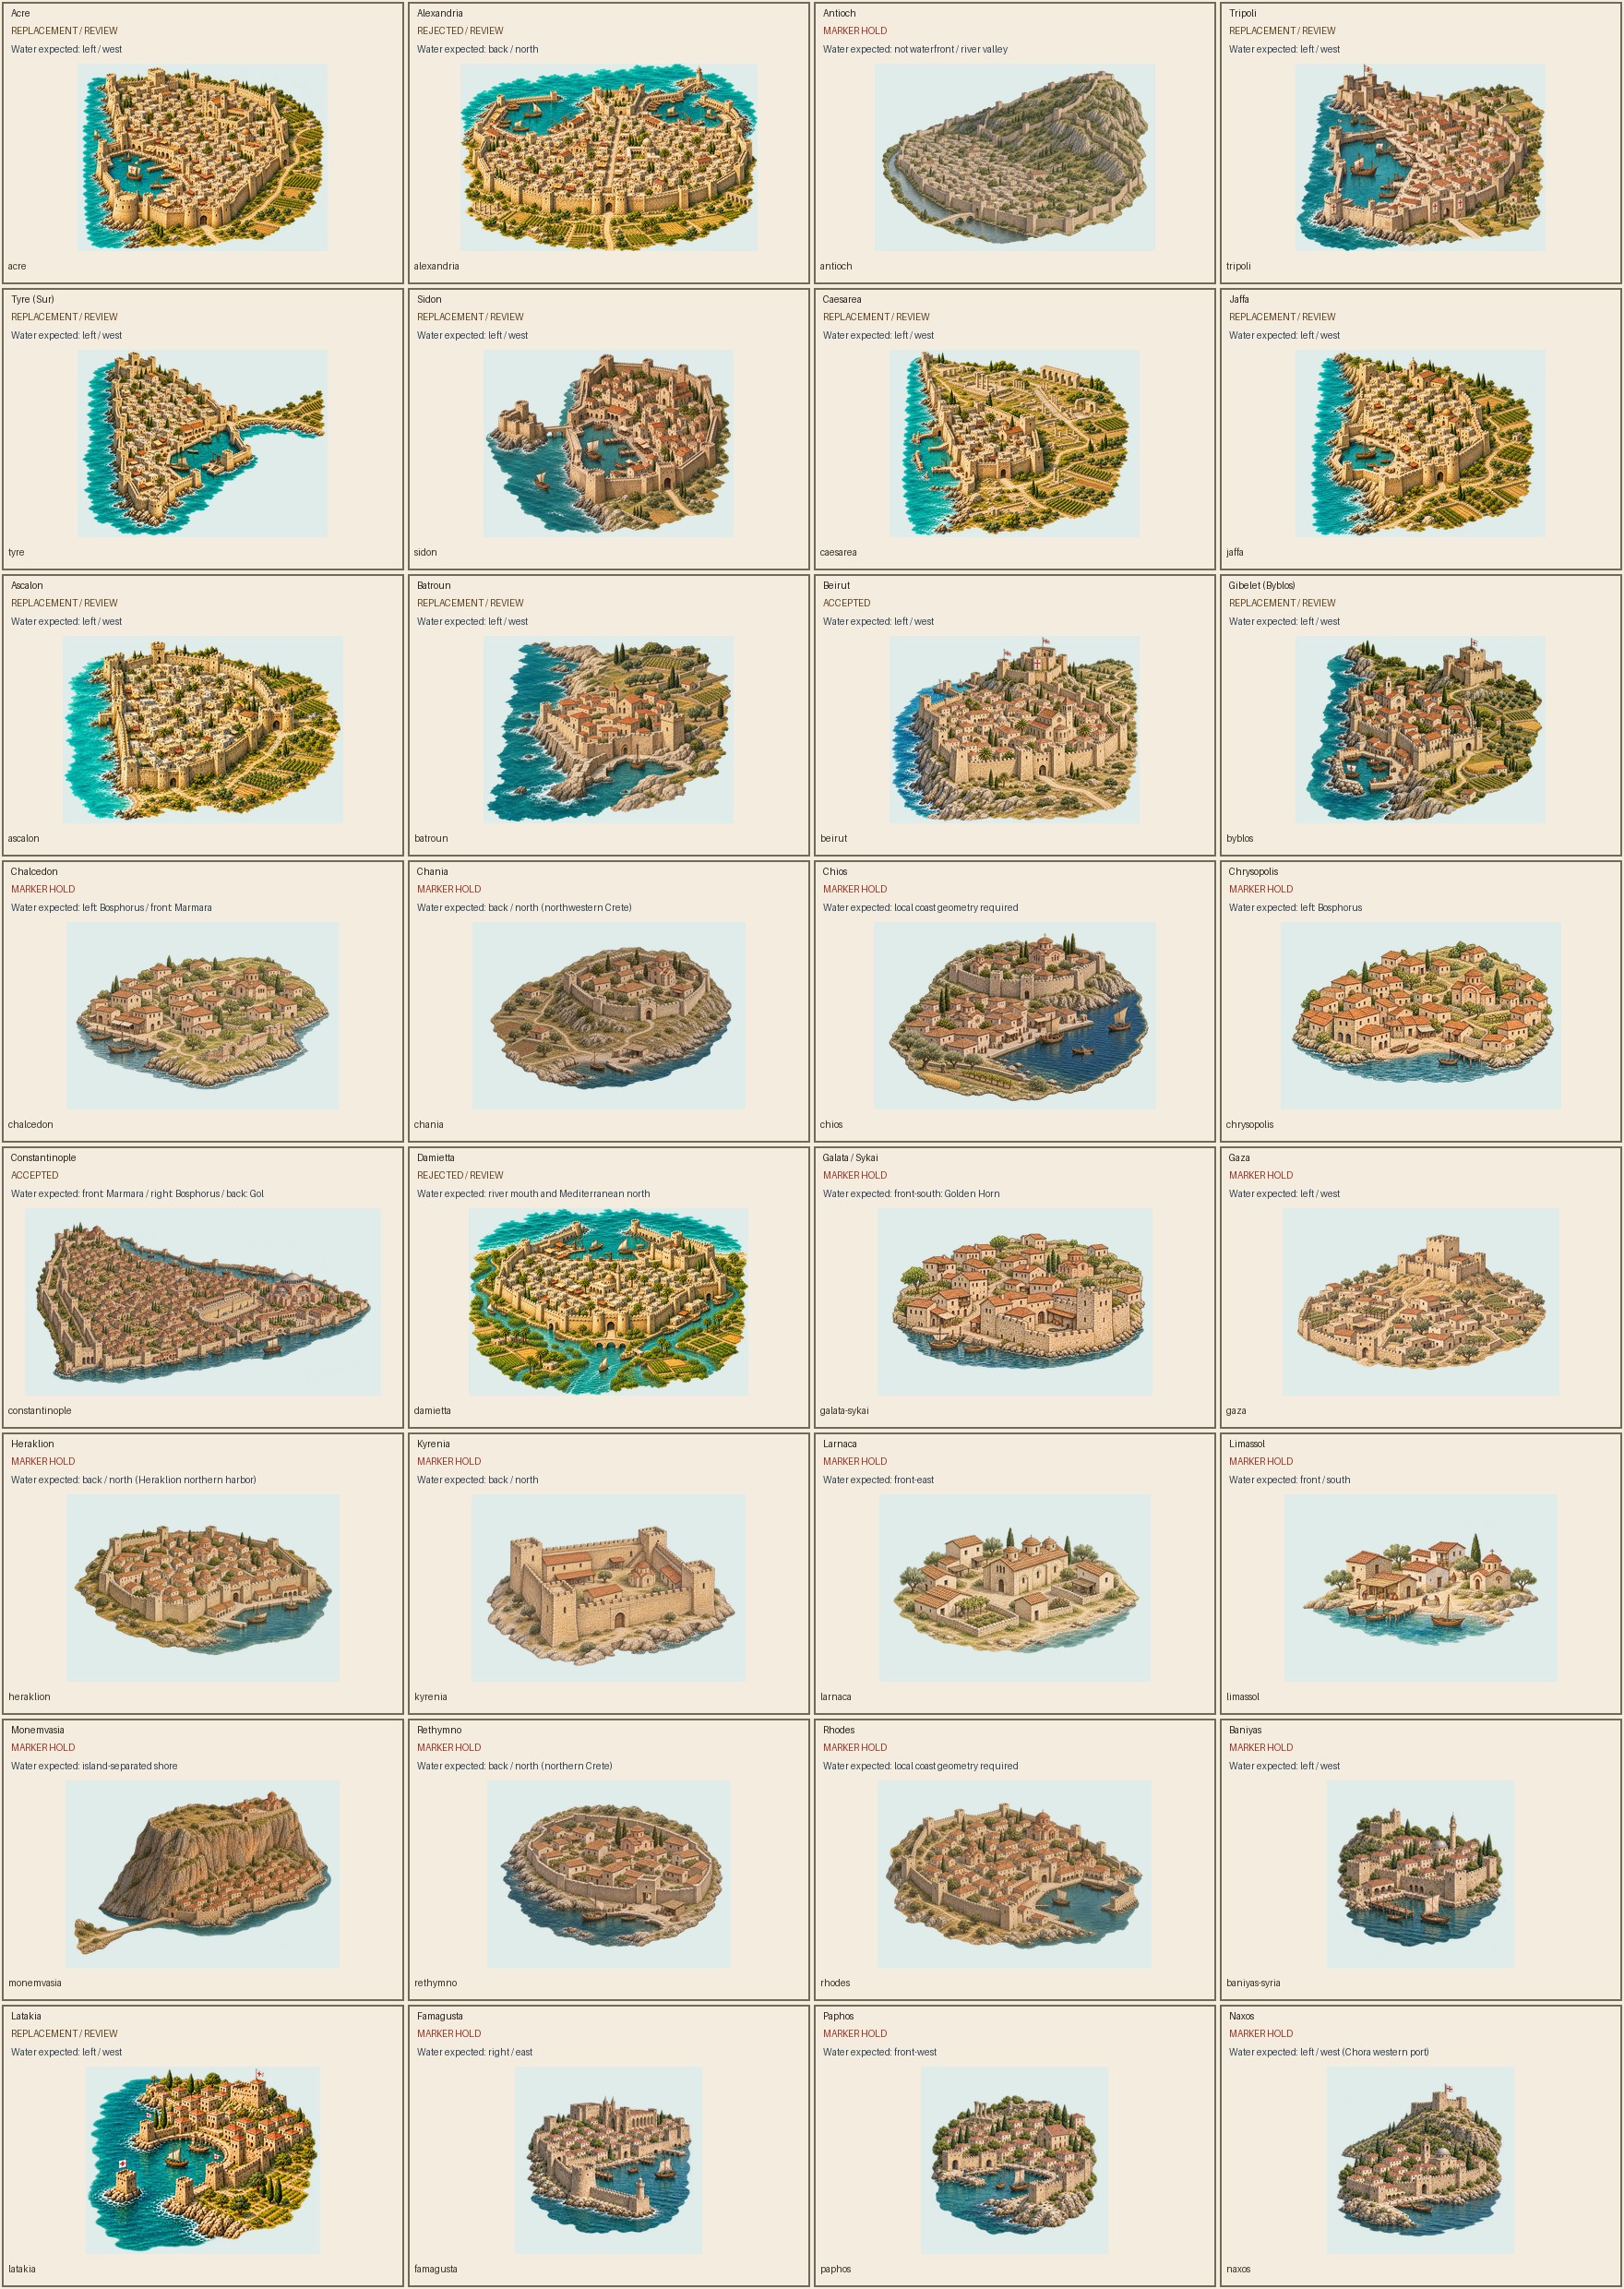 Acre
REPLACEMENT / REVIEW
Water expected: left / west
acre
Alexandria
REJECTED / REVIEW
Water expected: back / north
alexandria
Antioch
MARKER HOLD
Water expected: not waterfront / river valley
antioch
Tripoli
REPLACEMENT / REVIEW
Water expected: left / west
tripoli
Tyre (Sur)
REPLACEMENT / REVIEW
Water expected: left / west
tyre
Sidon
REPLACEMENT / REVIEW
Water expected: left / west
sidon
Caesarea
REPLACEMENT / REVIEW
Water expected: left / west
caesarea
Jaffa
REPLACEMENT / REVIEW
Water expected: left / west
jaffa
Ascalon
REPLACEMENT / REVIEW
Water expected: left / west
ascalon
Batroun
REPLACEMENT / REVIEW
Water expected: left / west
batroun
Beirut
ACCEPTED
Water expected: left / west
beirut
Gibelet (Byblos)
REPLACEMENT / REVIEW
Water expected: left / west
byblos
Chalcedon
MARKER HOLD
Water expected: left: Bosphorus / front: Marmara
chalcedon
Chania
MARKER HOLD
Water expected: back / north (northwestern Crete)
chania
Chios
MARKER HOLD
Water expected: local coast geometry required
chios
Chrysopolis
MARKER HOLD
Water expected: left: Bosphorus
chrysopolis
Constantinople
ACCEPTED
Water expected: front: Marmara / right: Bosphorus / back: Gol
constantinople
Damietta
REJECTED / REVIEW
Water expected: river mouth and Mediterranean north
damietta
Galata / Sykai
MARKER HOLD
Water expected: front-south: Golden Horn
galata-sykai
Gaza
MARKER HOLD
Water expected: left / west
gaza
Heraklion
MARKER HOLD
Water expected: back / north (Heraklion northern harbor)
heraklion
Kyrenia
MARKER HOLD
Water expected: back / north
kyrenia
Larnaca
MARKER HOLD
Water expected: front-east
larnaca
Limassol
MARKER HOLD
Water expected: front / south
limassol
Monemvasia
MARKER HOLD
Water expected: island-separated shore
monemvasia
Rethymno
MARKER HOLD
Water expected: back / north (northern Crete)
rethymno
Rhodes
MARKER HOLD
Water expected: local coast geometry required
rhodes
Baniyas
MARKER HOLD
Water expected: left / west
baniyas-syria
Latakia
REPLACEMENT / REVIEW
Water expected: left / west
latakia
Famagusta
MARKER HOLD
Water expected: right / east
famagusta
Paphos
MARKER HOLD
Water expected: front-west
paphos
Naxos
MARKER HOLD
Water expected: left / west (Chora western port)
naxos